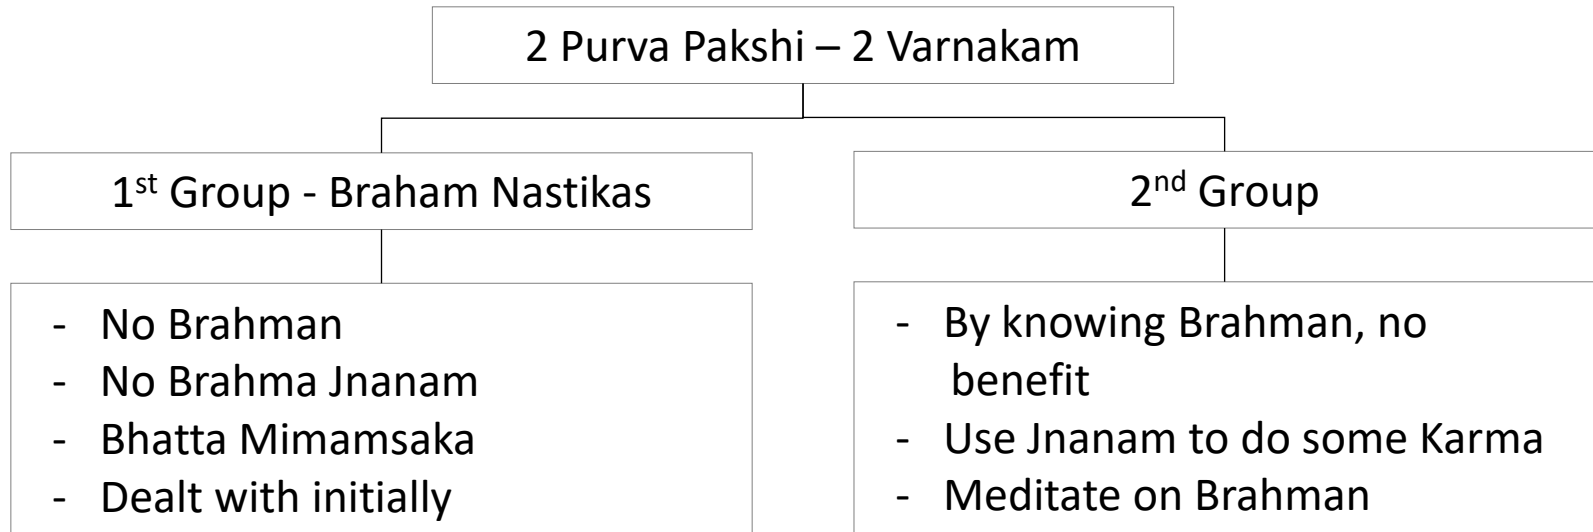 2 Purva Pakshi – 2 Varnakam
1st Group - Braham Nastikas
- No Brahman
- No Brahma Jnanam
- Bhatta Mimamsaka
- Dealt with initially
2nd Group
- By knowing Brahman, no
benefit
- Use Jnanam to do some Karma
- Meditate on Brahman